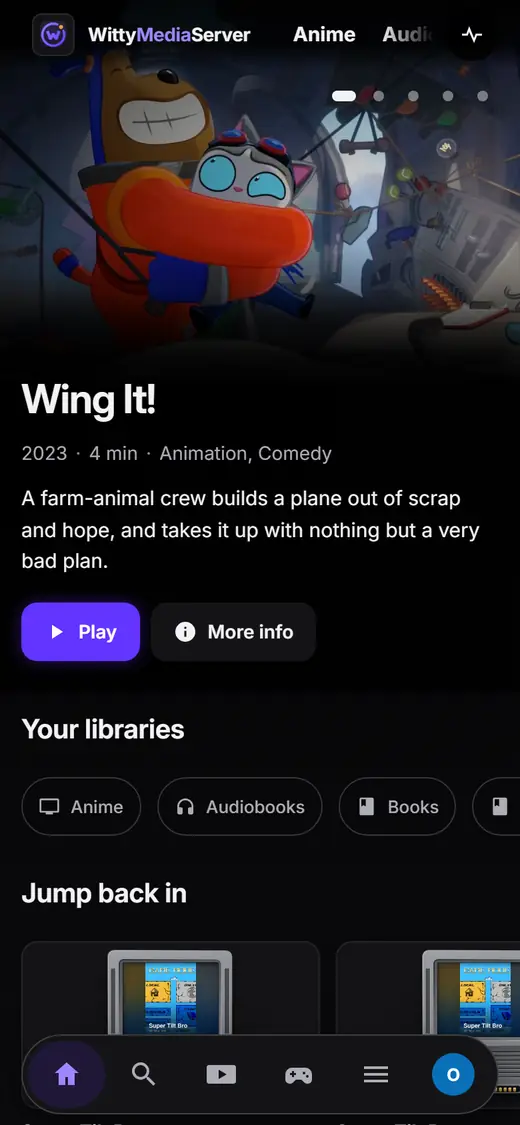 WittyMediaServer
Anime
Wing It!
2023 · 4 min · Animation, Comedy
A farm-animal crew builds a plane out of scrap
and hope, and takes it up with nothing but a very
bad plan.
Play
More info
Your libraries
Anime
Audiobooks
Books
Jump back in
Super Tilt Bro
Super Tilt Bro
O